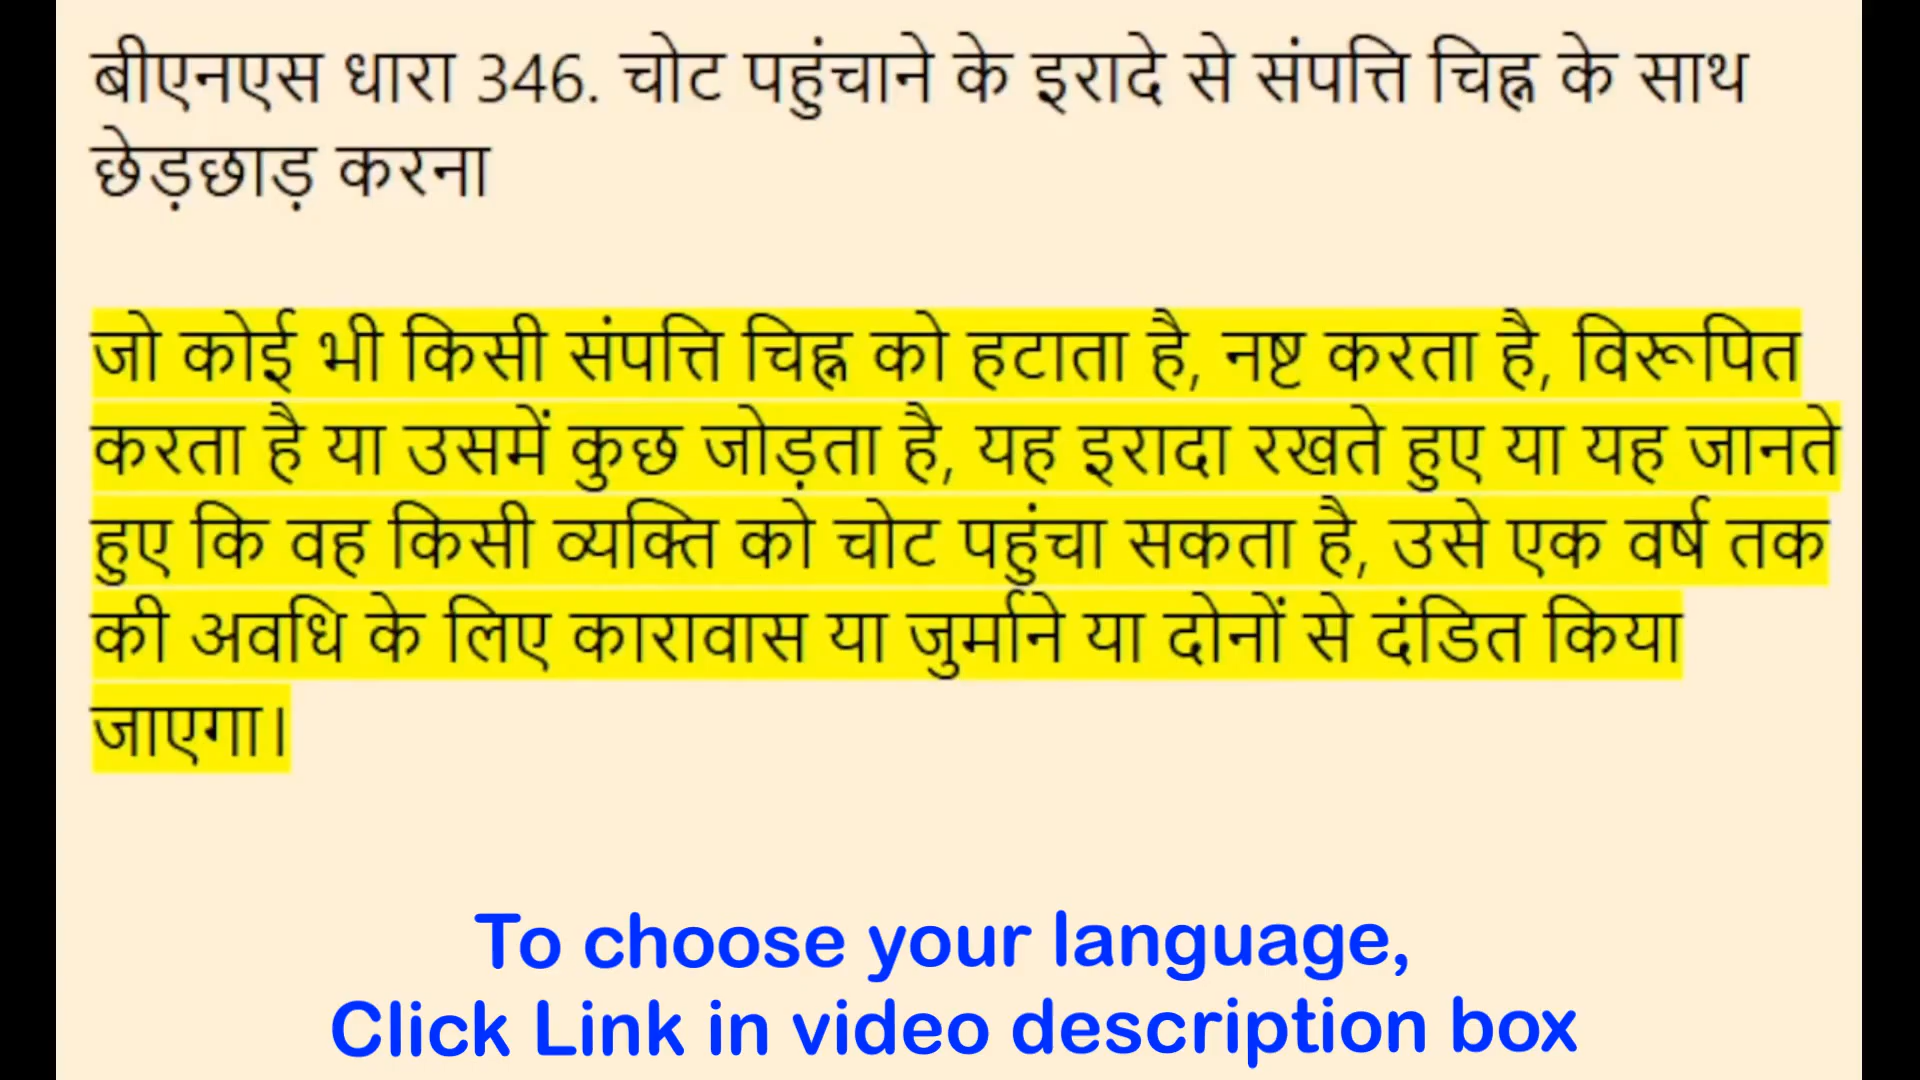 बीएनएस धारा 346. चोट पहुंचाने के इरादे से संपत्ति चिह्न के साथ
छेड़छाड़ करना
जो कोई भी किसी संपत्ति चिह्न को हटाता है, नष्ट करता है, विरूपित
करता है या उसमें कुछ जोड़ता है, यह इरादा रखते हुए या यह जानते
हुए कि वह किसी व्यक्ति को चोट पहुंचा सकता है, उसे एक वर्ष तक
की अवधि के लिए कारावास या जुर्माने या दोनों से दंडित किया
जाएगा।
To choose your language,
Click Link in video description box